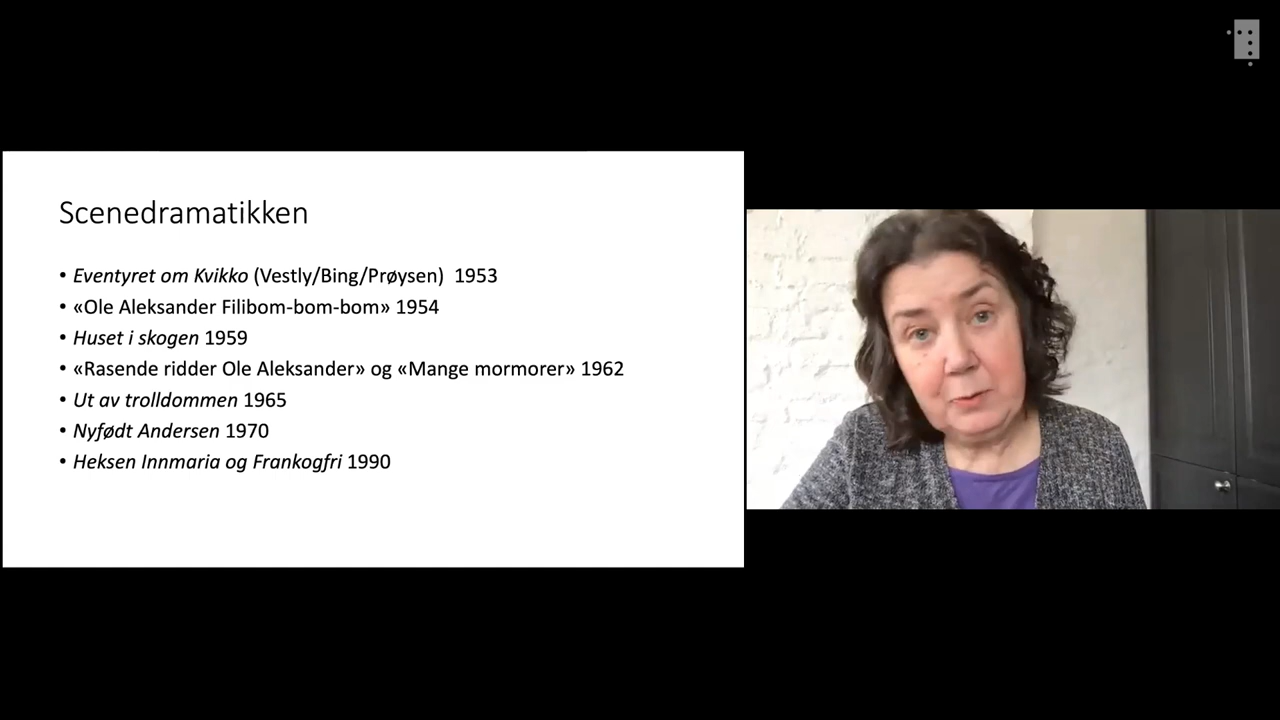 Scenedramatikken
• Eventyret om Kvikko (Vestly/Bing/Prøysen)  1953
• «Ole Aleksander Filibom-bom-bom» 1954
• Huset i skogen 1959
• «Rasende ridder Ole Aleksander» og «Mange mormorer» 1962
• Ut av trolldommen 1965
• Nyfødt Andersen 1970
• Heksen Innmaria og Frankogfri 1990